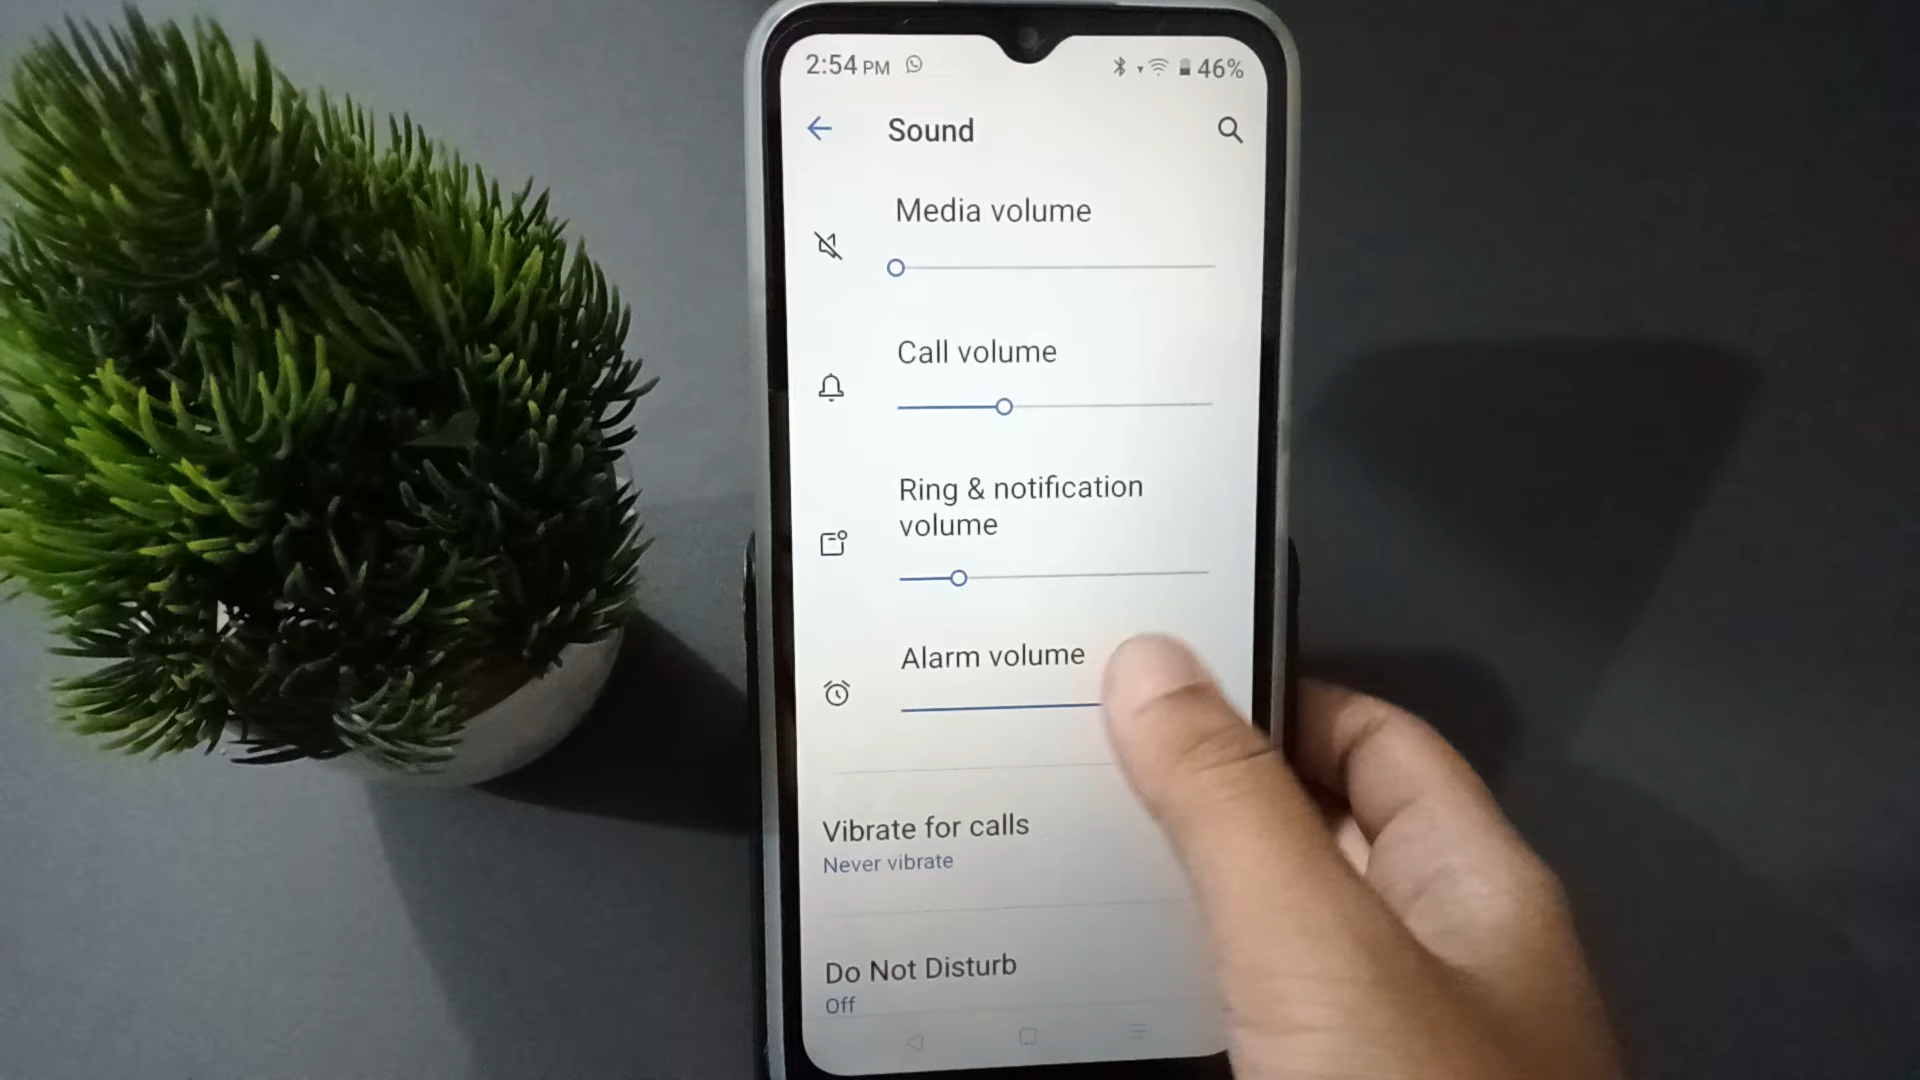 2:54 PM 46%
Sound
Media volume
Call volume
Ring & notification
volume
Alarm volume
Vibrate for calls
Never vibrate
Do Not Disturb
Off